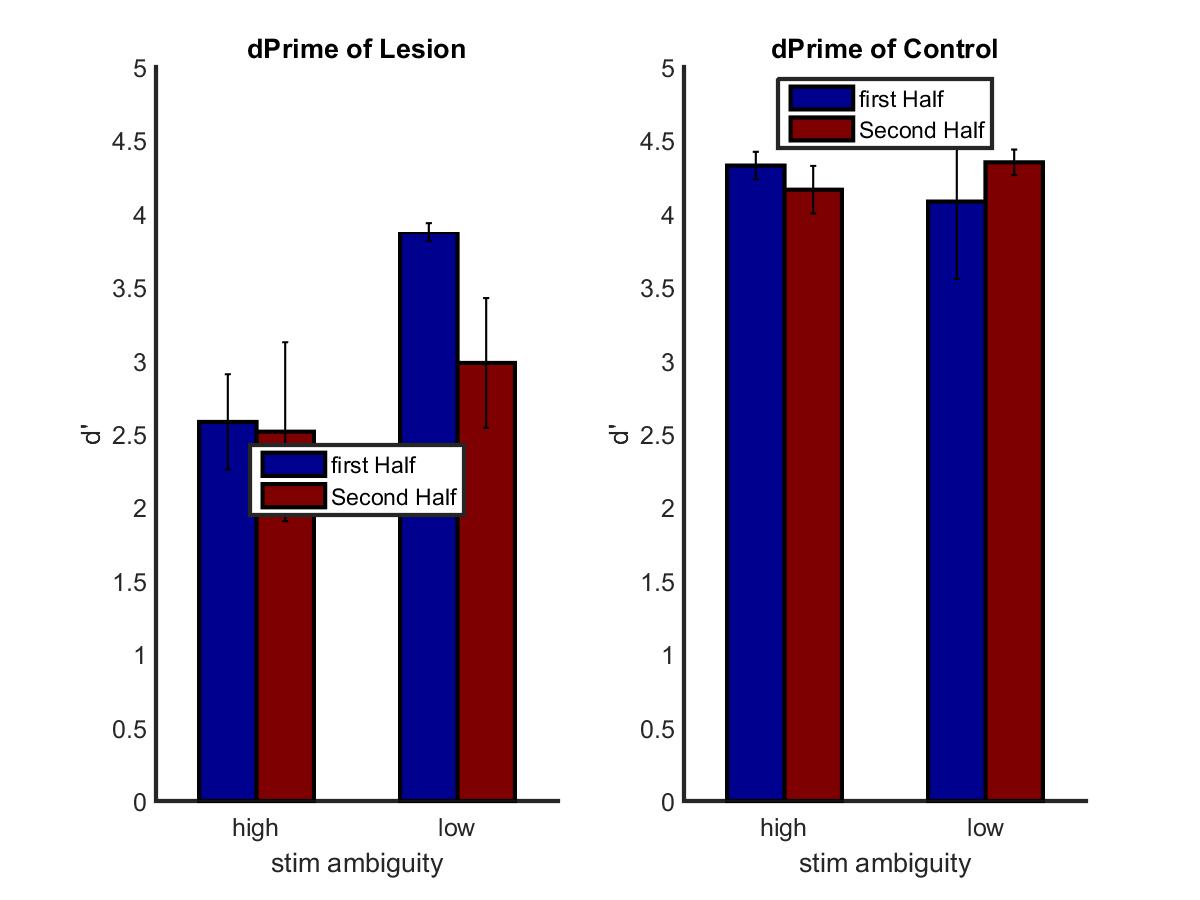 dPrime of Lesion
5
4.5
4
3.5
3
2.5
2
1.5
1
0.5
0
d'
first Half
Second Half
high low
stim ambiguity
dPrime of Control
5
4.5
4
3.5
3
2.5
2
1.5
1
0.5
0
d'
first Half
Second Half
high low
stim ambiguity